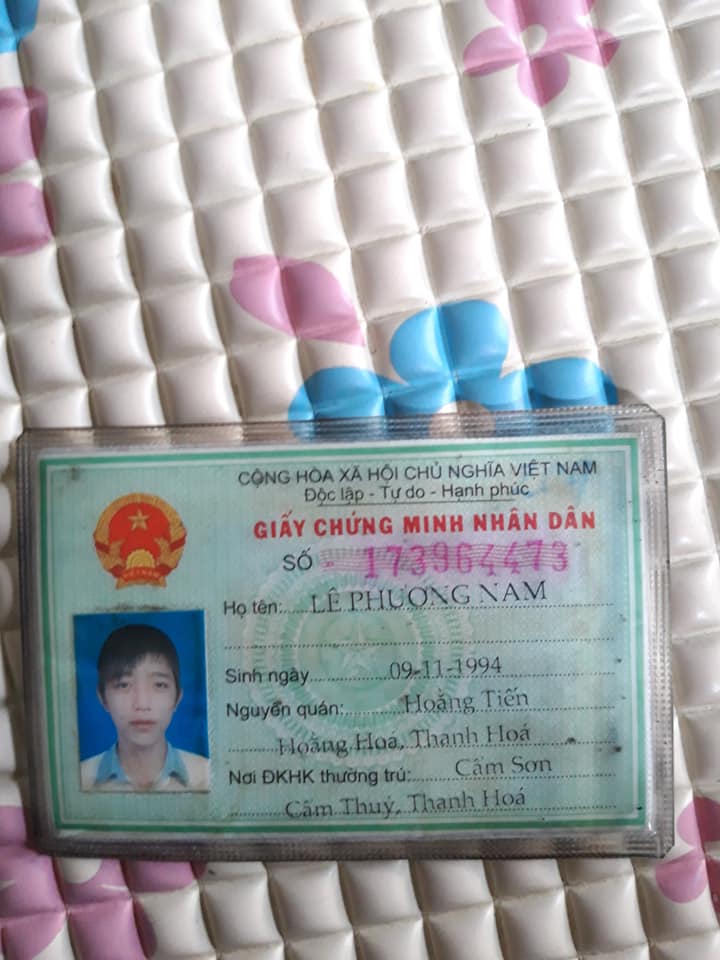 CỘNG HÒA XÃ HỘI CHỦ NGHĨA VIỆT NAM
Độc lập - Tự do - Hạnh phúc
GIẤY CHỨNG MINH NHÂN DÂN
SỐ 173964473
Họ tên: LÊ PHƯƠNG NAM
Sinh ngày 09-11-1994
Nguyên quán: Hoằng Tiến
Hoằng Hoá, Thanh Hoá
Nơi ĐKHK thường trú: Cẩm Sơn
Cẩm Thuỷ, Thanh Hoá
VIỆT NAM